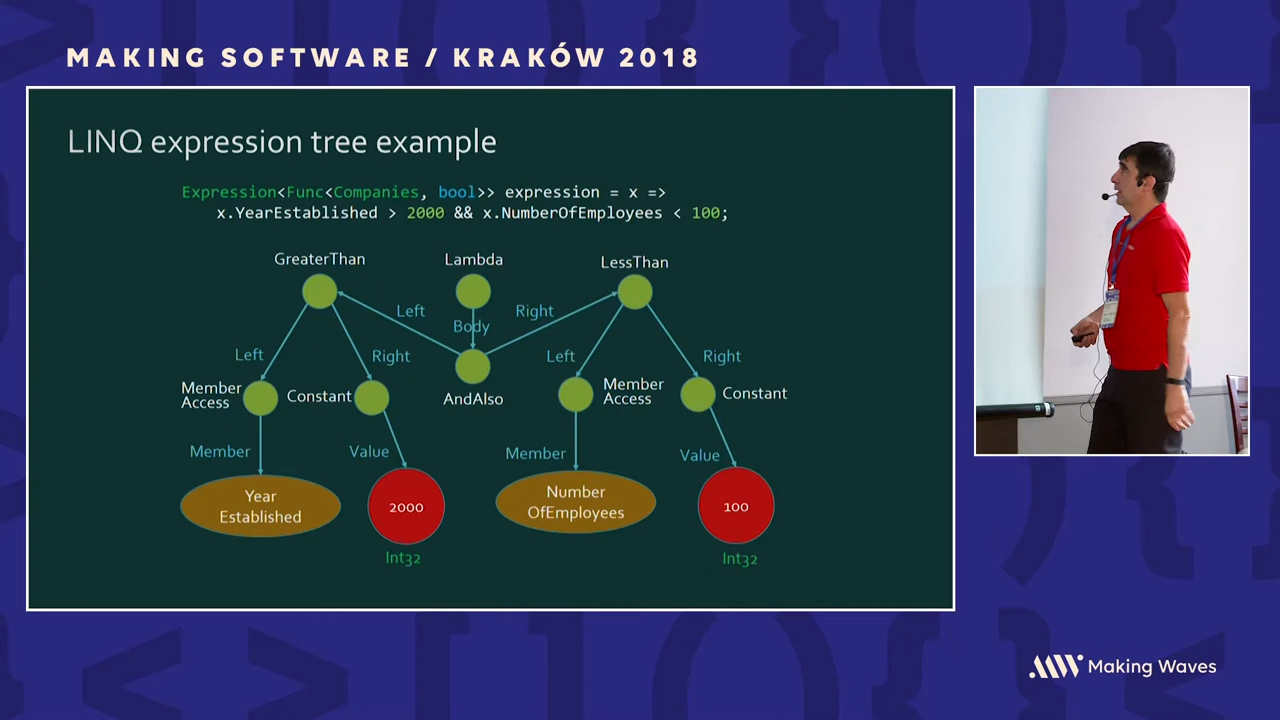 MAKING SOFTWARE / KRAKÓW 2018
LINQ expression tree example
Expression<Func<Companies, bool>> expression = x =>
x.YearEstablished > 2000 && x.NumberOfEmployees < 100;
GreaterThan
Lambda
LessThan
Left
Body
Right
Left
Right
Left
Right
Member
Access
Constant
AndAlso
Member
Access
Constant
Member
Value
Member
Value
Year
Established
2000
Number
OfEmployees
100
Int32
Int32
Making Waves